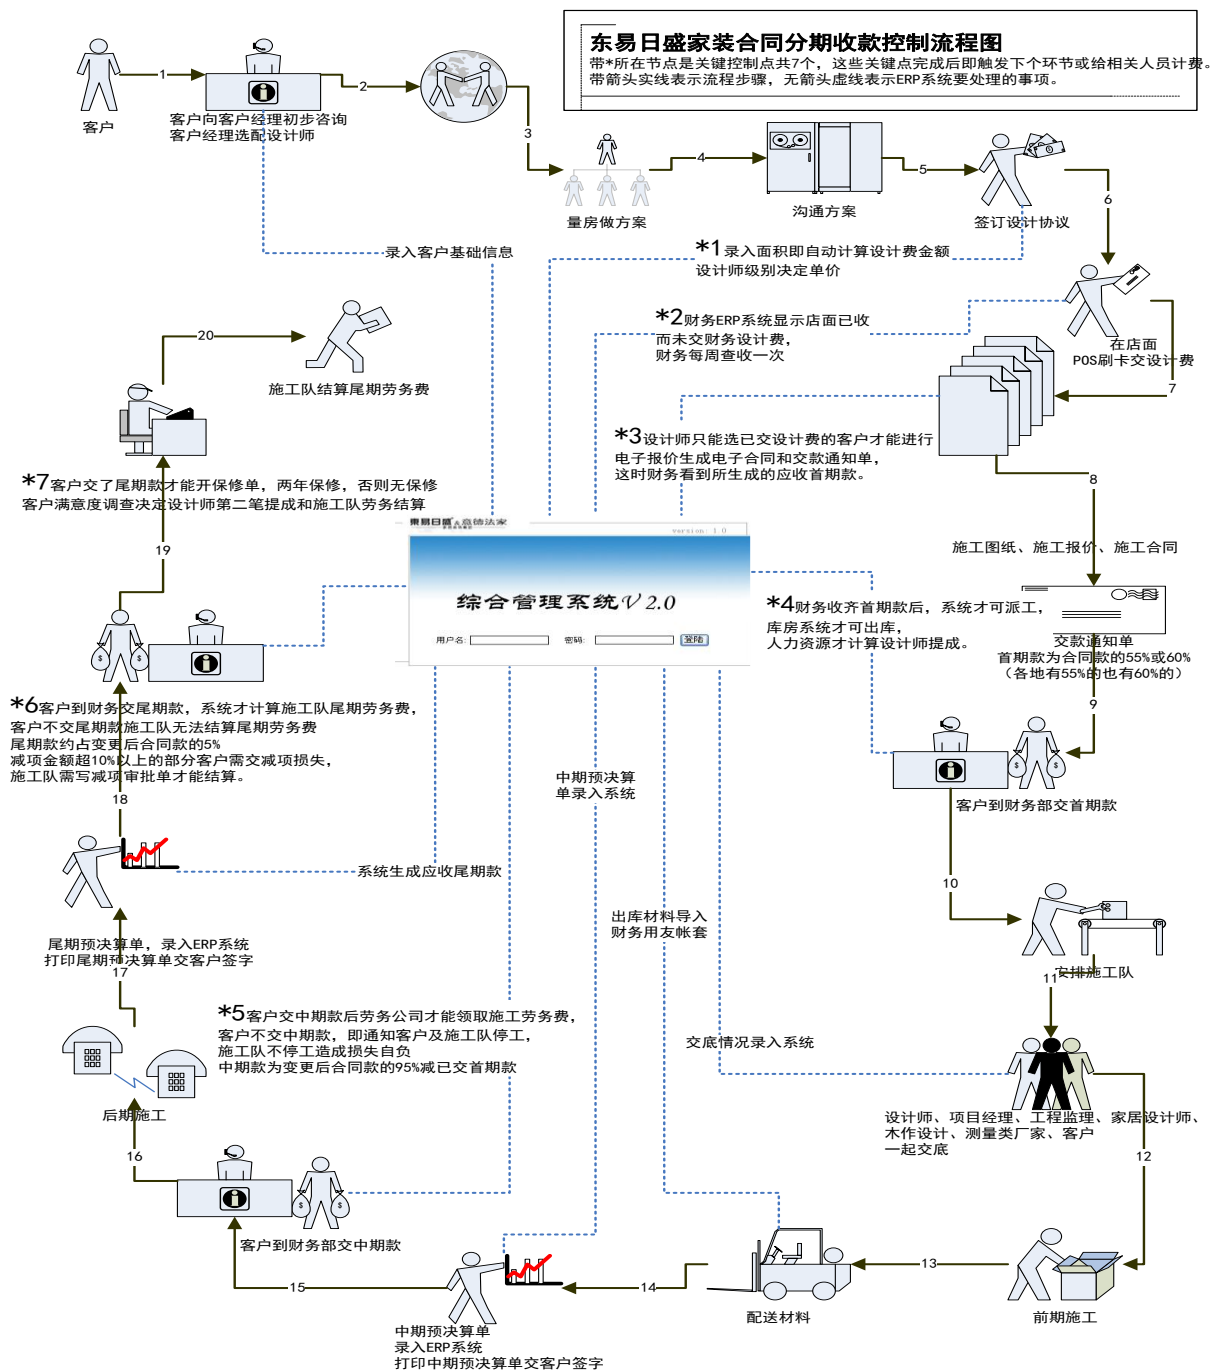 东易日盛家装合同分期收款控制流程图
带*所在节点是关键控制点共7个，这些关键点完成后即触发下个环节或给相关人员计费。
带箭头实线表示流程步骤，无箭头虚线表示ERP系统要处理的事项。
1
2
客户
客户向客户经理初步咨询
客户经理选配设计师
3
4
5
6
量房做方案
沟通方案
签订设计协议
录入客户基础信息
*1录入面积即自动计算设计费金额
设计师级别决定单价
*2财务ERP系统显示店面已收
而未交财务设计费，
财务每周查收一次
在店面
POS刷卡交设计费
7
20
施工队结算尾期劳务费
*3设计师只能选已交设计费的客户才能进行
电子报价生成电子合同和交款通知单，
这时财务看到所生成的应收首期款。
8
*7客户交了尾期款才能开保修单，两年保修，否则无保修
客户满意度调查决定设计师第二笔提成和施工队劳务结算
東易日盛&意德法家
version: 1.0
综合管理系统V2.0
用户名:
密码:
登陆
19
施工图纸、施工报价、施工合同
*4财务收齐首期款后，系统才可派工，
库房系统才可出库，
人力资源才计算设计师提成。
交款通知单
首期款为合同款的55%或60%
（各地有55%的也有60%的）
9
*6客户到财务交尾期款，系统才计算施工队尾期劳务费，
客户不交尾期款施工队无法结算尾期劳务费
尾期款约占变更后合同款的5%
减项金额超10%以上的部分客户需交减项损失，
施工队需写减项审批单才能结算。
18
中期预决算
单录入系统
客户到财务部交首期款
10
系统生成应收尾期款
出库材料导入
财务用友帐套
尾期预决算单，录入ERP系统
打印尾期预决算单交客户签字
17
安排施工队
11
*5客户交中期款后劳务公司才能领取施工劳务费，
客户不交中期款，即通知客户及施工队停工，
施工队不停工造成损失自负
中期款为变更后合同款的95%减已交首期款
交底情况录入系统
后期施工
16
设计师、项目经理、工程监理、家居设计师、
木作设计、测量类厂家、客户
一起交底
12
客户到财务部交中期款
15
14
13
配送材料
前期施工
中期预决算单
录入ERP系统
打印中期预决算单交客户签字